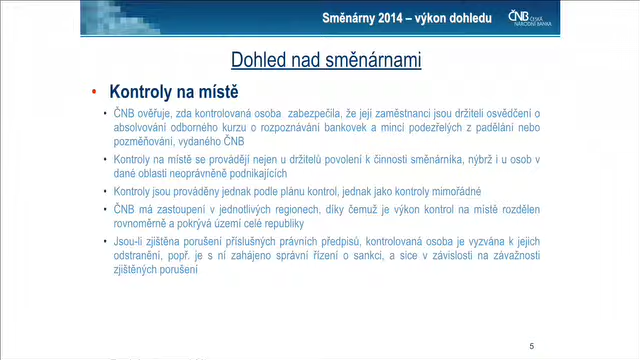 Směnárny 2014 – výkon dohledu
ČNB ČESKÁ
NÁRODNÍ BANKA
Dohled nad směnárnami
• Kontroly na místě
• ČNB ověřuje, zda kontrolovaná osoba zabezpečila, že její zaměstnanci jsou držiteli osvědčení o
absolvování odborného kurzu o rozpoznávání bankovek a mincí podezřelých z padělání nebo
pozměňování, vydaného ČNB
• Kontroly na místě se provádějí nejen u držitelů povolení k činnosti směnárníka, nýbrž i u osob v
dané oblasti neoprávněně podnikajících
• Kontroly jsou prováděny jednak podle plánu kontrol, jednak jako kontroly mimořádné
• ČNB má zastoupení v jednotlivých regionech, díky čemuž je výkon kontrol na místě rozdělen
rovnoměrně a pokrývá území celé republiky
• Jsou-li zjištěna porušení příslušných právních předpisů, kontrolovaná osoba je vyzvána k jejich
odstranění, popř. je s ní zahájeno správní řízení o sankci, a sice v závislosti na závažnosti
zjištěných porušení
5